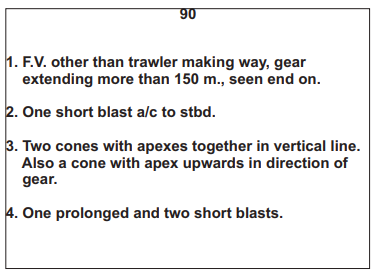 90
1. F.V. other than trawler making way, gear
extending more than 150 m., seen end on.
2. One short blast a/c to stbd.
3. Two cones with apexes together in vertical line.
Also a cone with apex upwards in direction of
gear.
4. One prolonged and two short blasts.